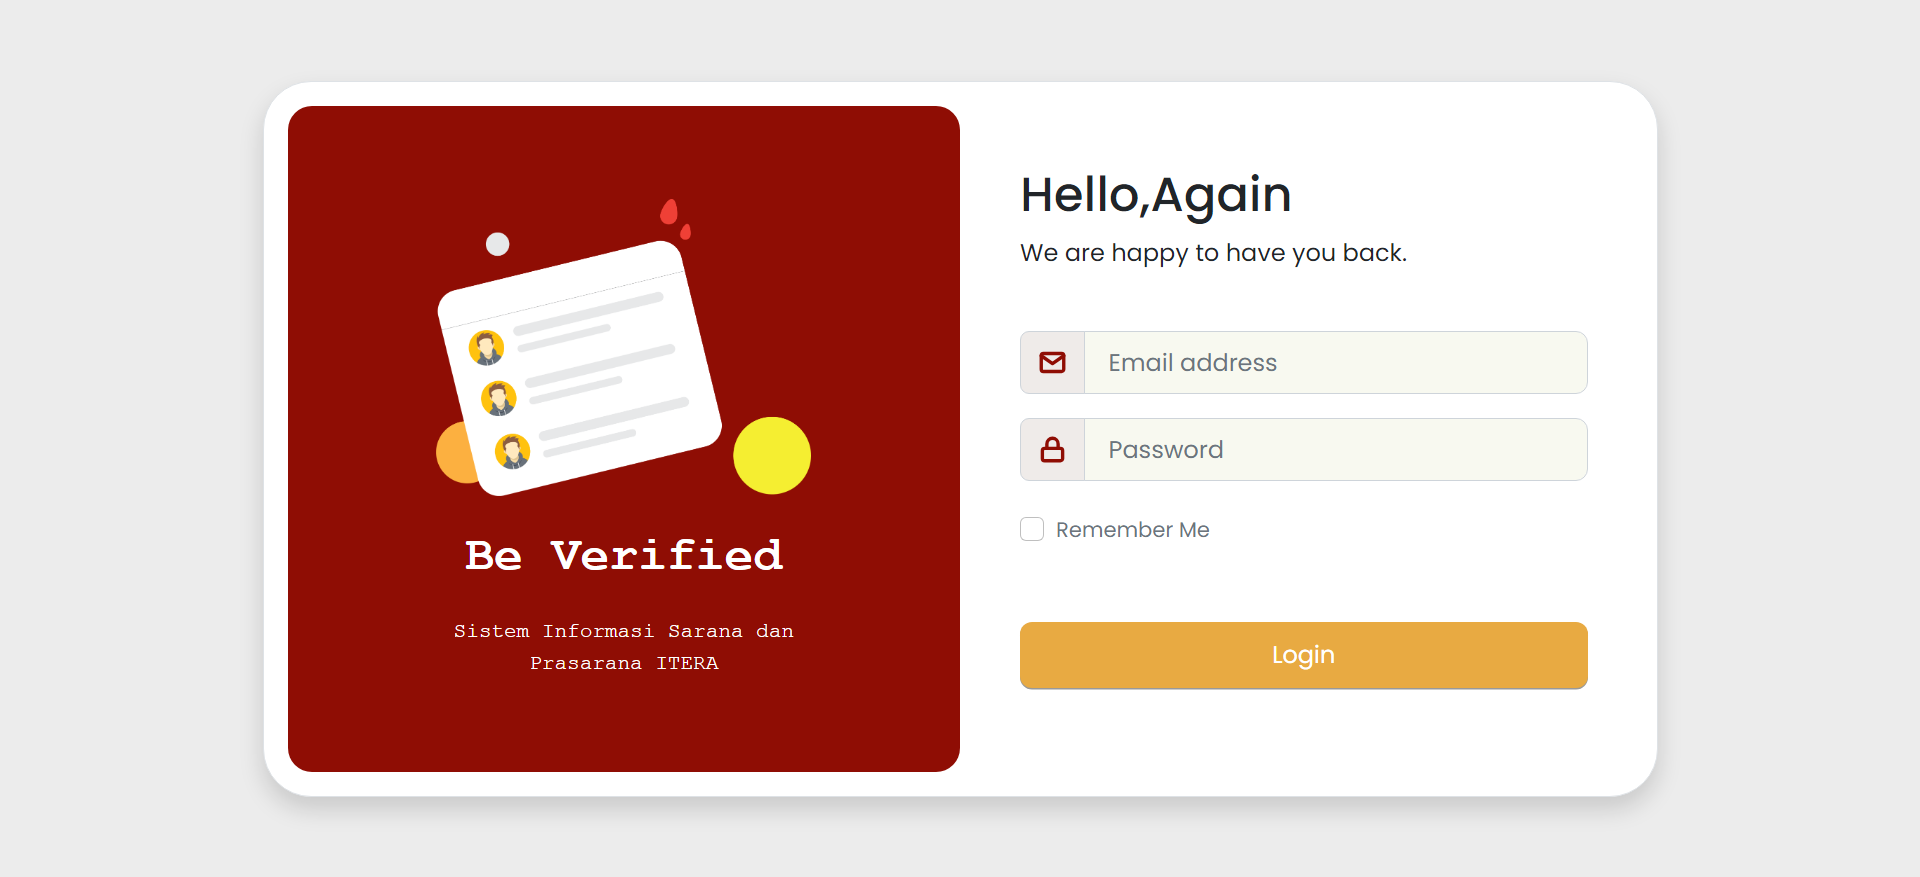 Be Verified
Sistem Informasi Sarana dan
Prasarana ITERA
Hello,Again
We are happy to have you back.
Email address
Password
Remember Me
Login